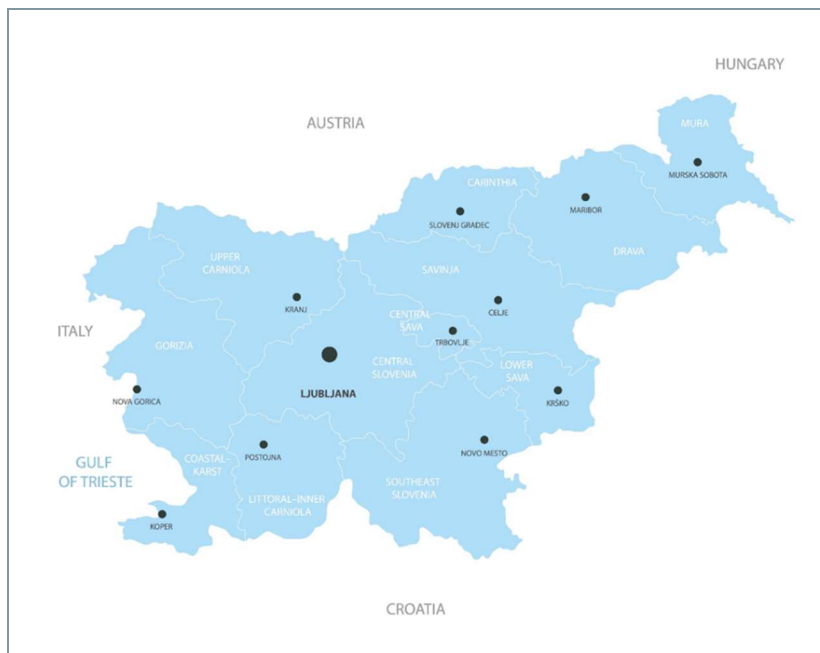 HUNGARY
AUSTRIA
MURA
MURSKA SOBOTA
CARINTHIA
MARIBOR
SLOVENJ GRADEC
DRAVA
UPPER
CARNIOLA
SAVINJA
KRANJ
CELJE
CENTRAL
SAVA
ITALY
TRBOVLJE
GORIZIA
CENTRAL
SLOVENIA
LOWER
SAVA
LJUBLJANA
NOVA GORICA
KRŠKO
COASTAL-
KARST
POSTOJNA
NOVO MESTO
GULF
OF TRIESTE
SOUTHEAST
SLOVENIA
LITTORAL-INNER
CARNIOLA
KOPER
CROATIA